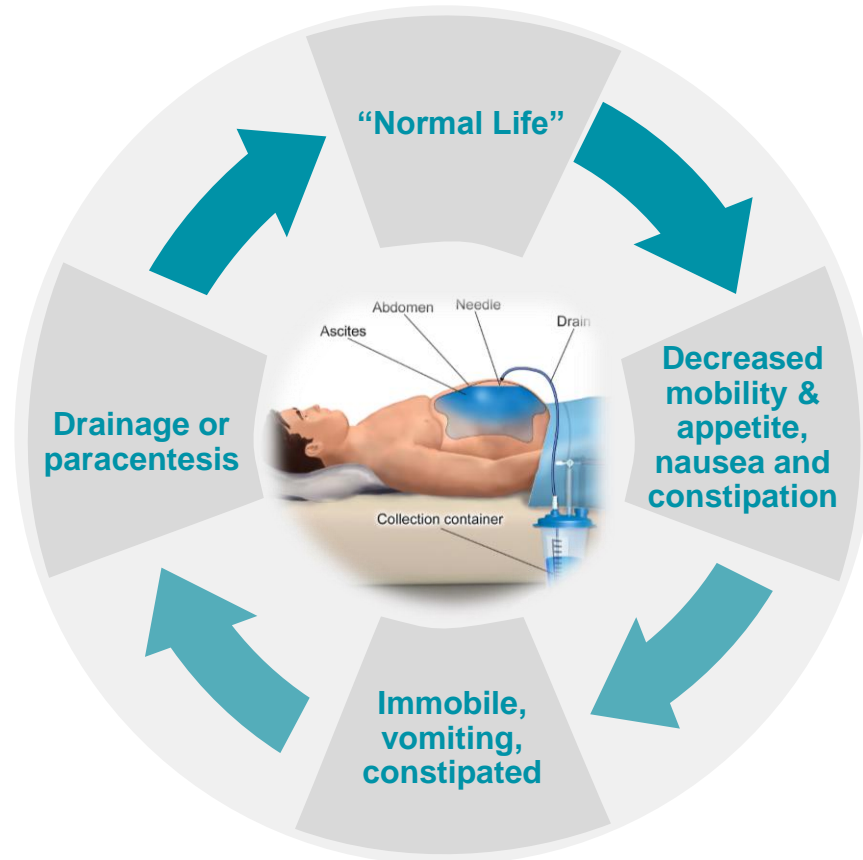 “Normal Life”
Decreased
mobility &
appetite,
nausea and
constipation
Immobile,
vomiting,
constipated
Drainage or
paracentesis
Abdomen
Needle
Ascites
Drain
Collection container